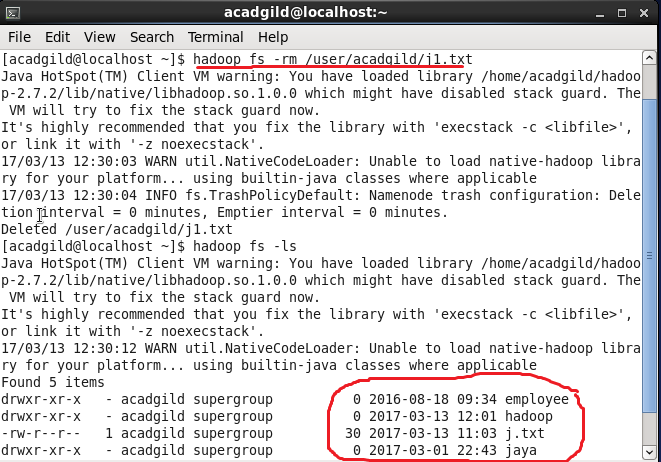 acadgild@localhost:~
File Edit View Search Terminal Help
[acadgild@localhost ~]$ hadoop fs -rm /user/acadgild/j1.txt
Java HotSpot(TM) Client VM warning: You have loaded library /home/acadgild/hadoo
p-2.7.2/lib/native/libhadoop.so.1.0.0 which might have disabled stack guard. The
 VM will try to fix the stack guard now.
It's highly recommended that you fix the library with 'execstack -c <libfile>',
or link it with '-z noexecstack'.
17/03/13 12:30:03 WARN util.NativeCodeLoader: Unable to load native-hadoop libra
ry for your platform... using builtin-java classes where applicable
17/03/13 12:30:04 INFO fs.TrashPolicyDefault: Namenode trash configuration: Dele
tion interval = 0 minutes, Emptier interval = 0 minutes.
Deleted /user/acadgild/j1.txt
[acadgild@localhost ~]$ hadoop fs -ls
Java HotSpot(TM) Client VM warning: You have loaded library /home/acadgild/hadoo
p-2.7.2/lib/native/libhadoop.so.1.0.0 which might have disabled stack guard. The
 VM will try to fix the stack guard now.
It's highly recommended that you fix the library with 'execstack -c <libfile>',
or link it with '-z noexecstack'.
17/03/13 12:30:12 WARN util.NativeCodeLoader: Unable to load native-hadoop libra
ry for your platform... using builtin-java classes where applicable
Found 5 items
drwxr-xr-x   - acadgild supergroup          0 2016-08-18 09:34 employee
drwxr-xr-x   - acadgild supergroup          0 2017-03-13 12:01 hadoop
-rw-r--r--   1 acadgild supergroup         30 2017-03-13 11:03 j.txt
drwxr-xr-x   - acadgild supergroup          0 2017-03-01 22:43 jaya